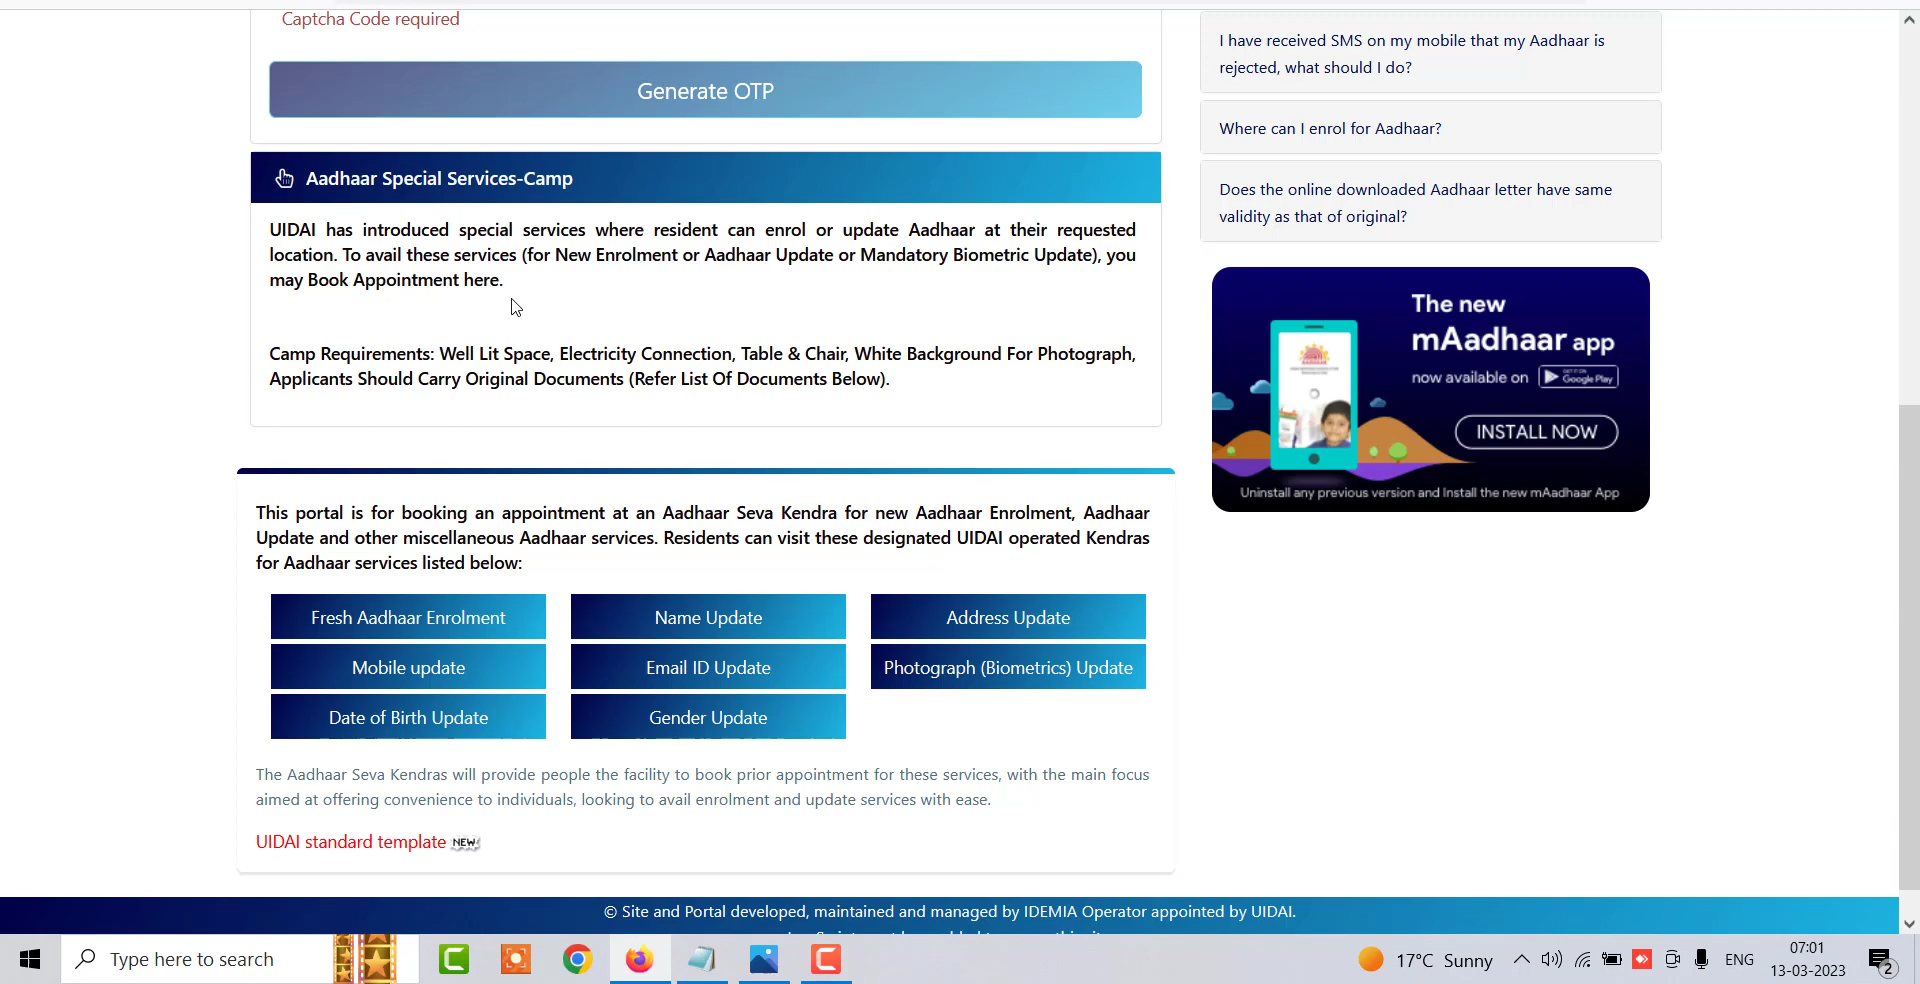 Captcha Code required
Generate OTP
Aadhaar Special Services-Camp
UIDAI has introduced special services where resident can enrol or update Aadhaar at their requested
location. To avail these services (for New Enrolment or Aadhaar Update or Mandatory Biometric Update), you
may Book Appointment here.
Camp Requirements: Well Lit Space, Electricity Connection, Table & Chair, White Background For Photograph,
Applicants Should Carry Original Documents (Refer List Of Documents Below).
This portal is for booking an appointment at an Aadhaar Seva Kendra for new Aadhaar Enrolment, Aadhaar
Update and other miscellaneous Aadhaar services. Residents can visit these designated UIDAI operated Kendras
for Aadhaar services listed below:
Fresh Aadhaar Enrolment
Name Update
Address Update
Mobile update
Email ID Update
Photograph (Biometrics) Update
Date of Birth Update
Gender Update
The Aadhaar Seva Kendras will provide people the facility to book prior appointment for these services, with the main focus
aimed at offering convenience to individuals, looking to avail enrolment and update services with ease.
UIDAI standard template NEW
I have received SMS on my mobile that my Aadhaar is
rejected, what should I do?
Where can I enrol for Aadhaar?
Does the online downloaded Aadhaar letter have same
validity as that of original?
The new
mAadhaar app
now available on GET IT ON Google Play
INSTALL NOW
Uninstall any previous version and Install the new mAadhaar App
© Site and Portal developed, maintained and managed by IDEMIA Operator appointed by UIDAI.
Type here to search
17°C Sunny
ENG
07:01
13-03-2023
2